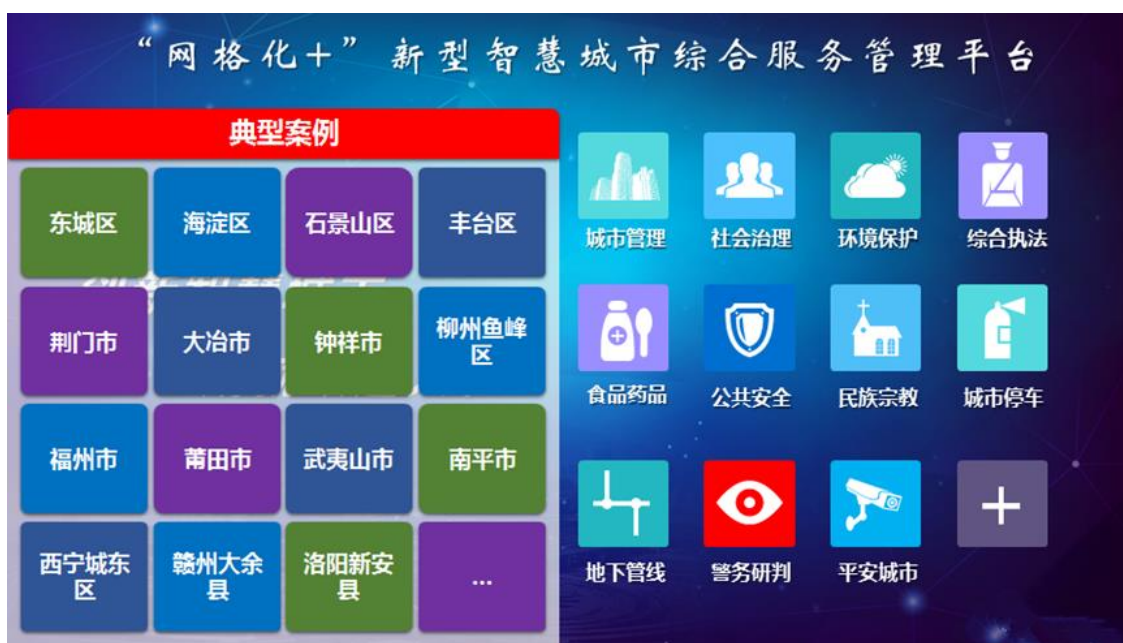 “网格化+”新型智慧城市综合服务管理平台
典型案例
东城区
海淀区
石景山区
丰台区
荆门市
大冶市
钟祥市
柳州鱼峰
区
福州市
莆田市
武夷山市
南平市
西宁城东
区
赣州大余
县
洛阳新安
县
...
城市管理
社会治理
环境保护
综合执法
食品药品
公共安全
民族宗教
城市停车
地下管线
警务研判
平安城市